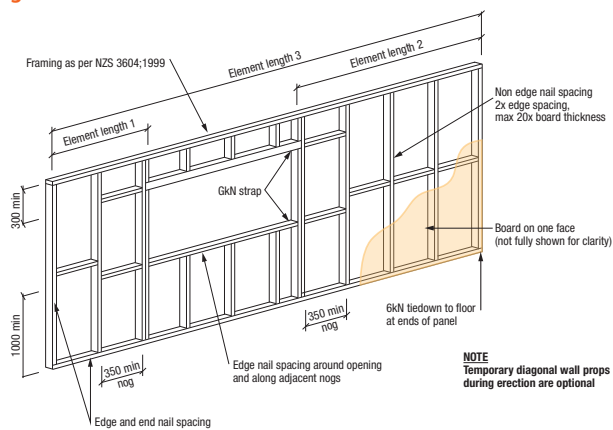 Framing as per NZS 3604;1999
Element length 3
Element length 2
Element length 1
Non edge nail spacing
2x edge spacing,
max 20x board thickness
300 min
GkN strap
Board on one face
(not fully shown for clarity)
1000 min
350 min
nog
350 min
nog
6kN tiedown to floor
at ends of panel
Edge nail spacing around opening
and along adjacent nogs
NOTE
Temporary diagonal wall props
during erection are optional
Edge and end nail spacing